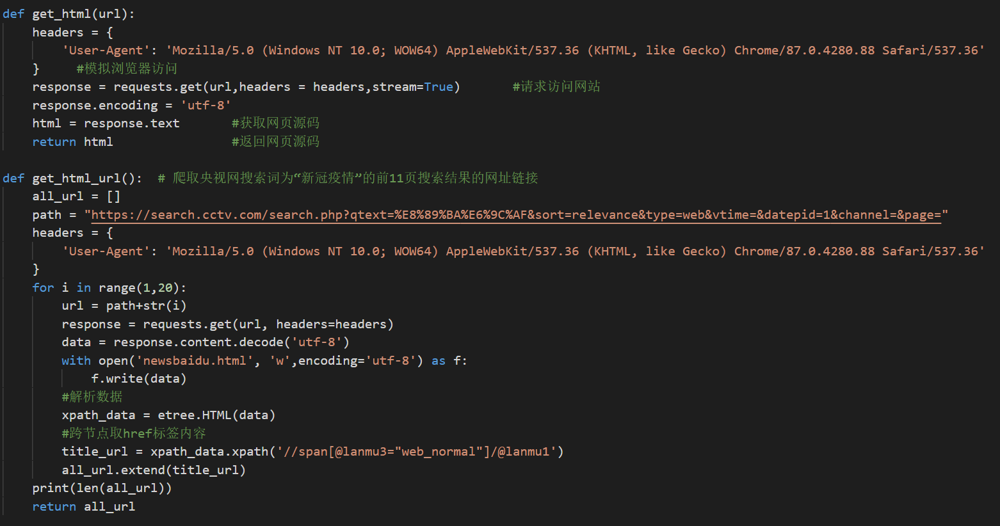 def get_html(url):
    headers = {
        'User-Agent': 'Mozilla/5.0 (Windows NT 10.0; WOW64) AppleWebKit/537.36 (KHTML, like Gecko) Chrome/87.0.4280.88 Safari/537.36'
    }     #模拟浏览器访问
    response = requests.get(url,headers = headers,stream=True)       #请求访问网站
    response.encoding = 'utf-8'
    html = response.text       #获取网页源码
    return html                #返回网页源码

def get_html_url():  # 爬取央视网搜索词为“新冠疫情”的前11页搜索结果的网址链接
    all_url = []
    path = "https://search.cctv.com/search.php?qtext=%E8%89%BA%E6%9C%AF&sort=relevance&type=web&vtime=&datepid=1&channel=&page="
    headers = {
        'User-Agent': 'Mozilla/5.0 (Windows NT 10.0; WOW64) AppleWebKit/537.36 (KHTML, like Gecko) Chrome/87.0.4280.88 Safari/537.36'
    }
    for i in range(1,20):
        url = path+str(i)
        response = requests.get(url, headers=headers)
        data = response.content.decode('utf-8')
        with open('newsbaidu.html', 'w',encoding='utf-8') as f:
            f.write(data)
        #解析数据
        xpath_data = etree.HTML(data)
        #跨节点取href标签内容
        title_url = xpath_data.xpath('//span[@lanmu3="web_normal"]/@lanmu1')
        all_url.extend(title_url)
    print(len(all_url))
    return all_url